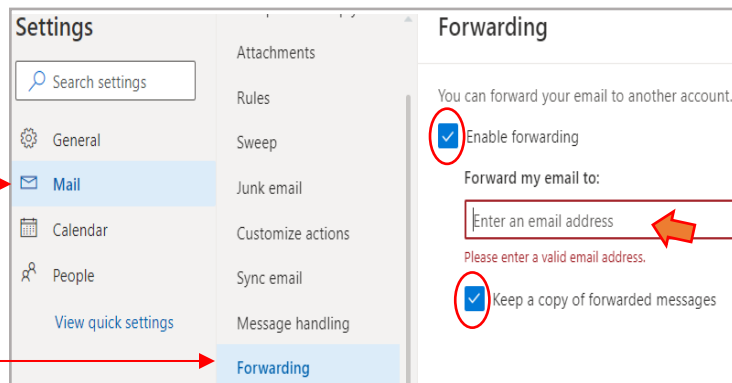 Settings
Search settings
General
Mail
Calendar
People
View quick settings
Attachments
Rules
Sweep
Junk email
Customize actions
Sync email
Message handling
Forwarding
Forwarding
You can forward your email to another account.
Enable forwarding
Forward my email to:
Enter an email address
Please enter a valid email address.
Keep a copy of forwarded messages